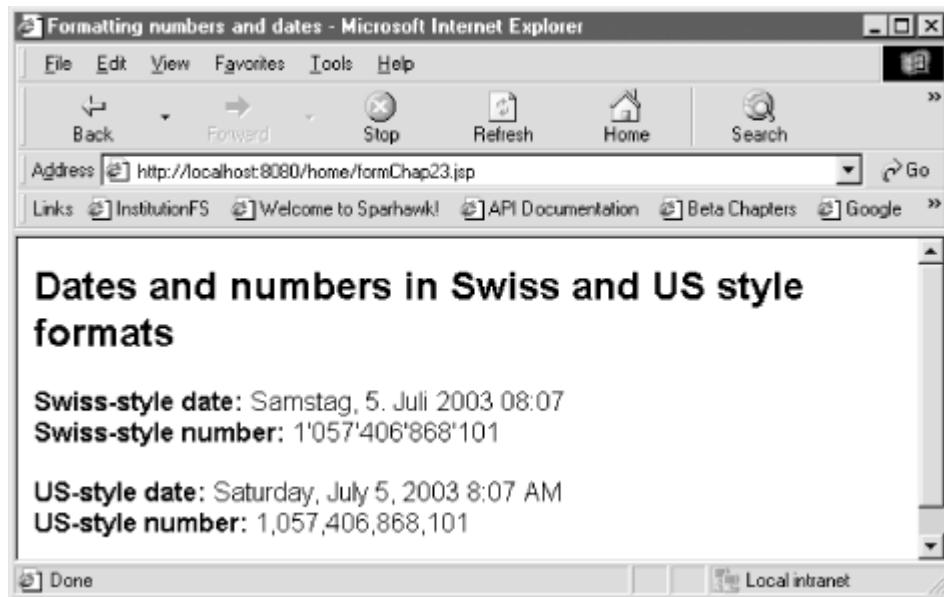 Formatting numbers and dates - Microsoft Internet Explorer
File Edit View Favorites Tools Help
Back Forward Stop Refresh Home Search »
Address http://localhost:8080/home/formChap23.jsp Go
Links InstitutionFS Welcome to Sparhawk! API Documentation Beta Chapters Google »
Dates and numbers in Swiss and US style
formats
Swiss-style date: Samstag, 5. Juli 2003 08:07
Swiss-style number: 1'057'406'868'101
US-style date: Saturday, July 5, 2003 8:07 AM
US-style number: 1,057,406,868,101
Done Local intranet